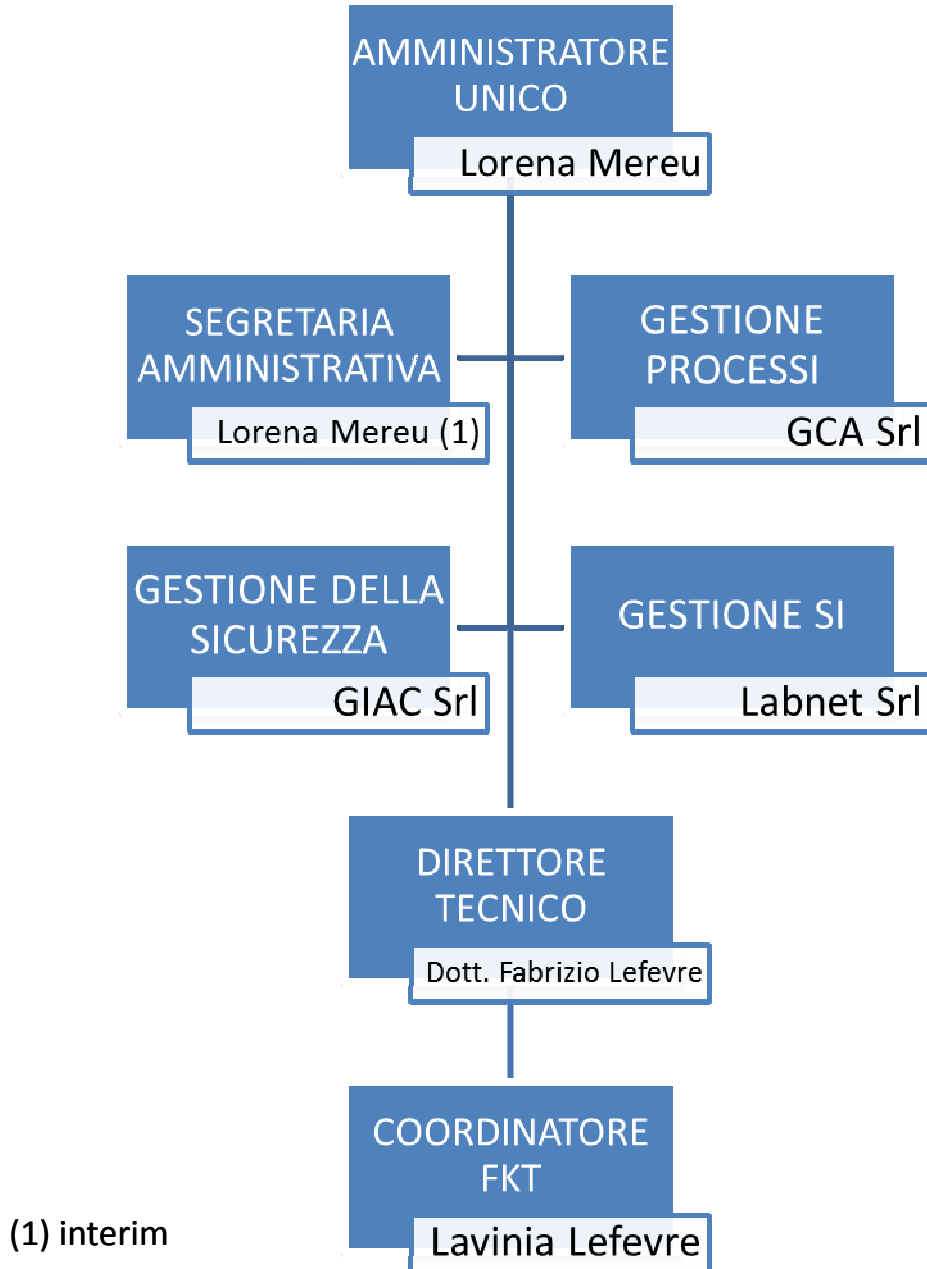 AMMINISTRATORE
UNICO
Lorena Mereu
SEGRETARIA
AMMINISTRATIVA
Lorena Mereu (1)
GESTIONE
PROCESSI
GCA Srl
GESTIONE DELLA
SICUREZZA
GIAC Srl
GESTIONE SI
Labnet Srl
DIRETTORE
TECNICO
Dott. Fabrizio Lefevre
COORDINATORE
FKT
Lavinia Lefevre
(1) interim